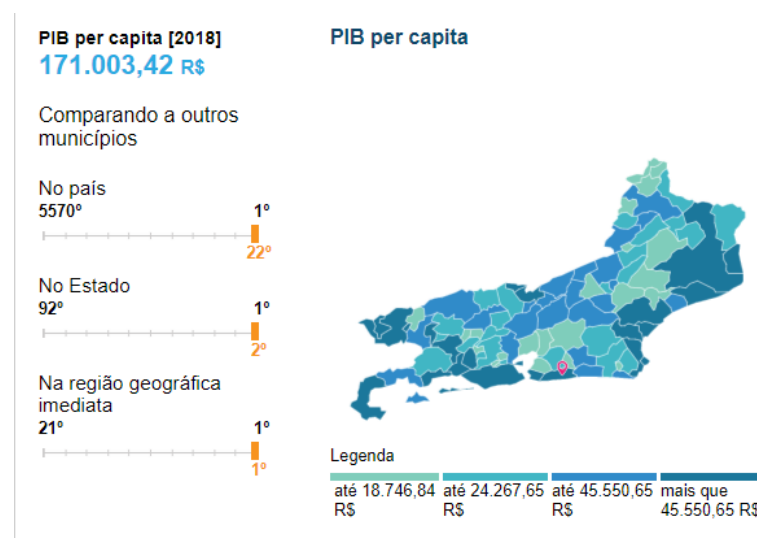 PIB per capita [2018]
171.003,42 R$
Comparando a outros
municípios
No país
5570º 1º
22º
No Estado
92º 1º
2º
Na região geográfica
imediata
21º 1º
1º
PIB per capita
Legenda
até 18.746,84
R$
até 24.267,65
R$
até 45.550,65
R$
mais que
45.550,65 R$